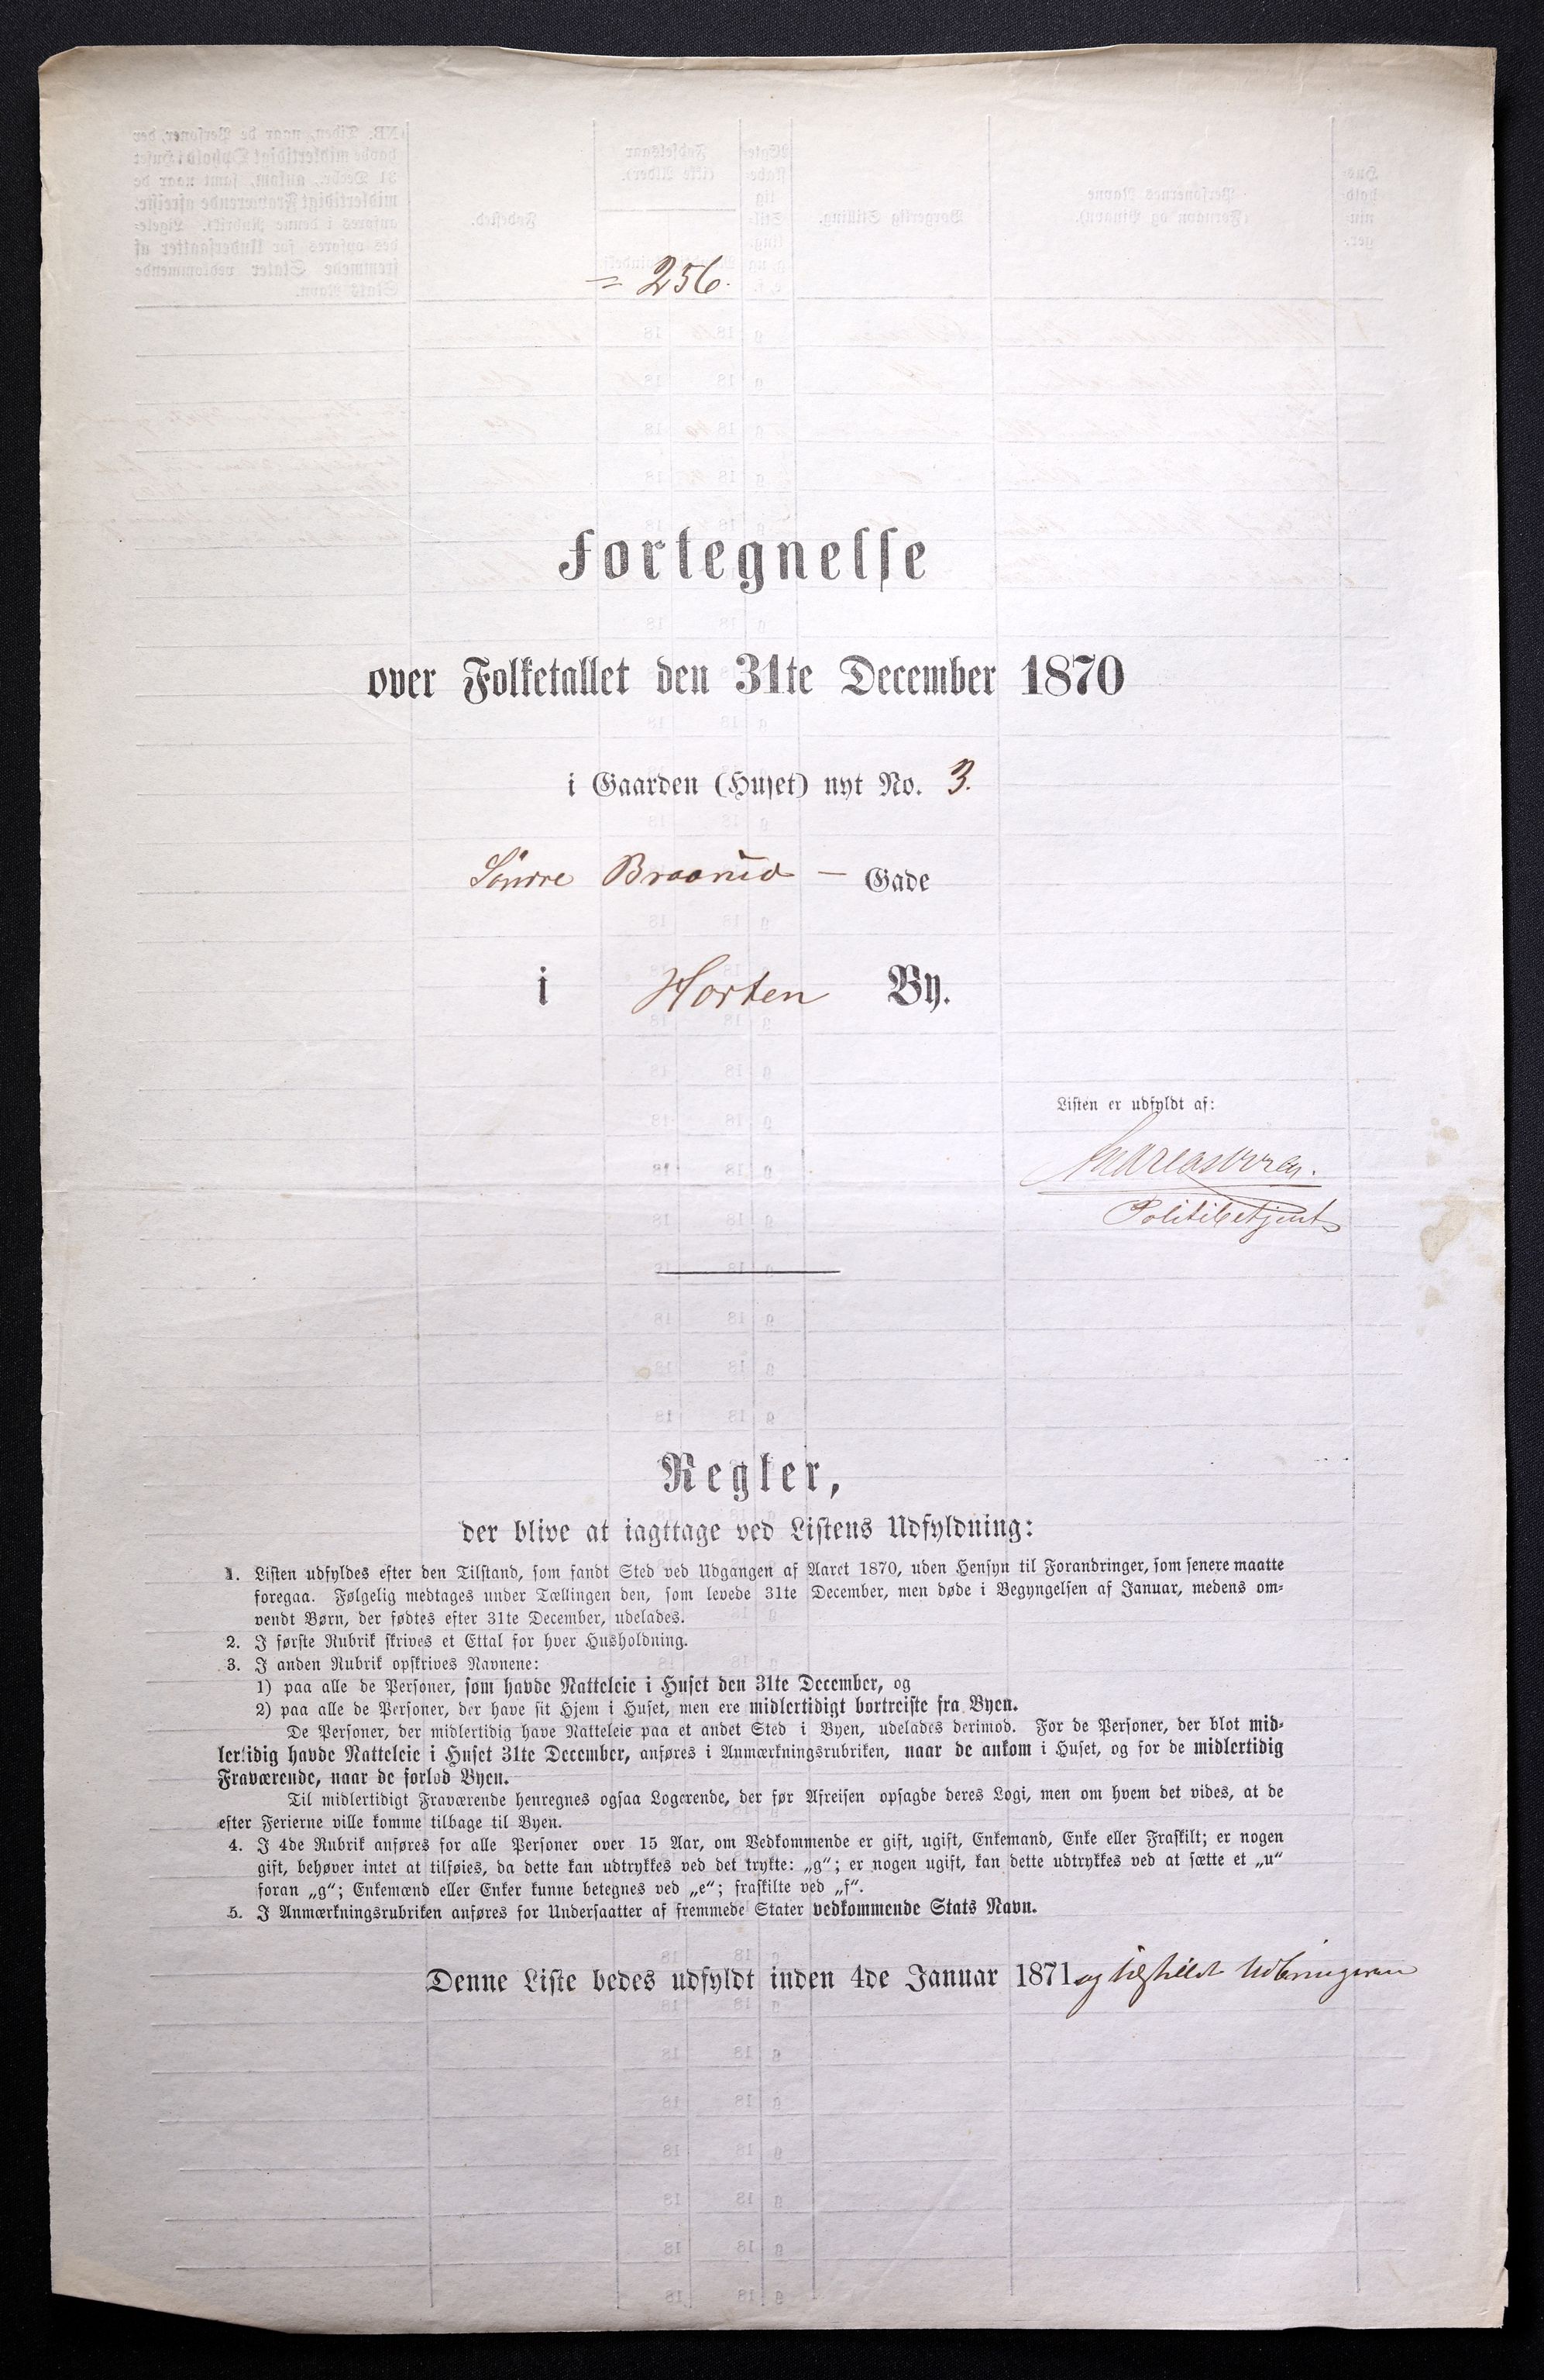 = 256.
Fortegnelse
over Folketallet den 31te December 1870
i Gaarden (Huset) nyt No. 3.
Söndre Braarud - Gade
i Horten By.
Listen er udfyldt af:
Politibetjent
Regler,
der blive at iagttage ved Listens Udfyldning:
1. Listen udfyldes efter den Tilstand, som fandt Sted ved Udgangen af Aaret 1870, uden Hensyn til Forandringer, som senere maatte
foregaa. Følgelig medtages under Tællingen den, som levede 31te December, men døde i Begyngelsen af Januar, medens om-
vendt Børn, der fødtes efter 31te December, udelades.
2. I første Rubrik skrives et Ettal for hver Husholdning.
3. I anden Rubrik opskrives Navnene:
1) paa alle de Personer, som havde Natteleie i Huset den 31te December, og
2) paa alle de Personer, der have sit Hjem i Huset, men ere midlertidigt bortreiste fra Byen.
De Personer, der midlertidig have Natteleie paa et andet Sted i Byen, udelades derimod. For de Personer, der blot mid-
lertidig havde Natteleie i Huset 31te December, anføres i Anmærkningsrubriken, naar de ankom i Huset, og for de midlertidig
Fraværende, naar de forlod Byen.
Til midlertidigt Fraværende henregnes ogsaa Logerende, der før Afreisen opsagde deres Logi, men om hvem det vides, at de
efter Ferierne ville komme tilbage til Byen.
4. I 4de Rubrik anføres for alle Personer over 15 Aar, om Vedkommende er gift, ugift, Enkemand, Enke eller Fraskilt; er nogen
gift, behøver intet at tilføies, da dette kan udtrykkes ved det trykte: „g“; er nogen ugift, kan dette udtrykkes ved at sætte et „u“
foran „g“; Enkemænd eller Enker kunne betegnes ved „e“; fraskilte ved „f“.
5. I Anmærkningsrubriken anføres for Undersaatter af fremmede Stater vedkommende Stats Navn.
Denne Liste bedes udfyldt inden 4de Januar 1871 og